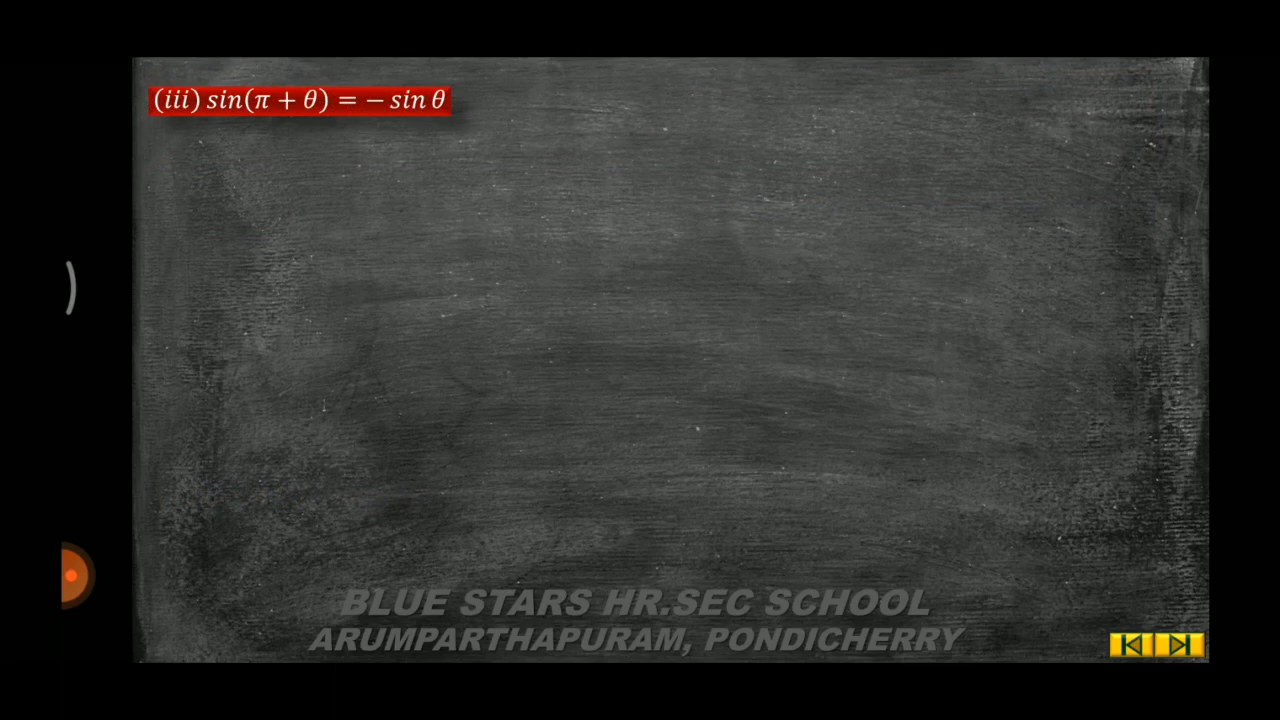 (iii) sin(π + θ) = − sin θ
BLUE STARS HR.SEC SCHOOL
ARUMPARTHAPURAM, PONDICHERRY